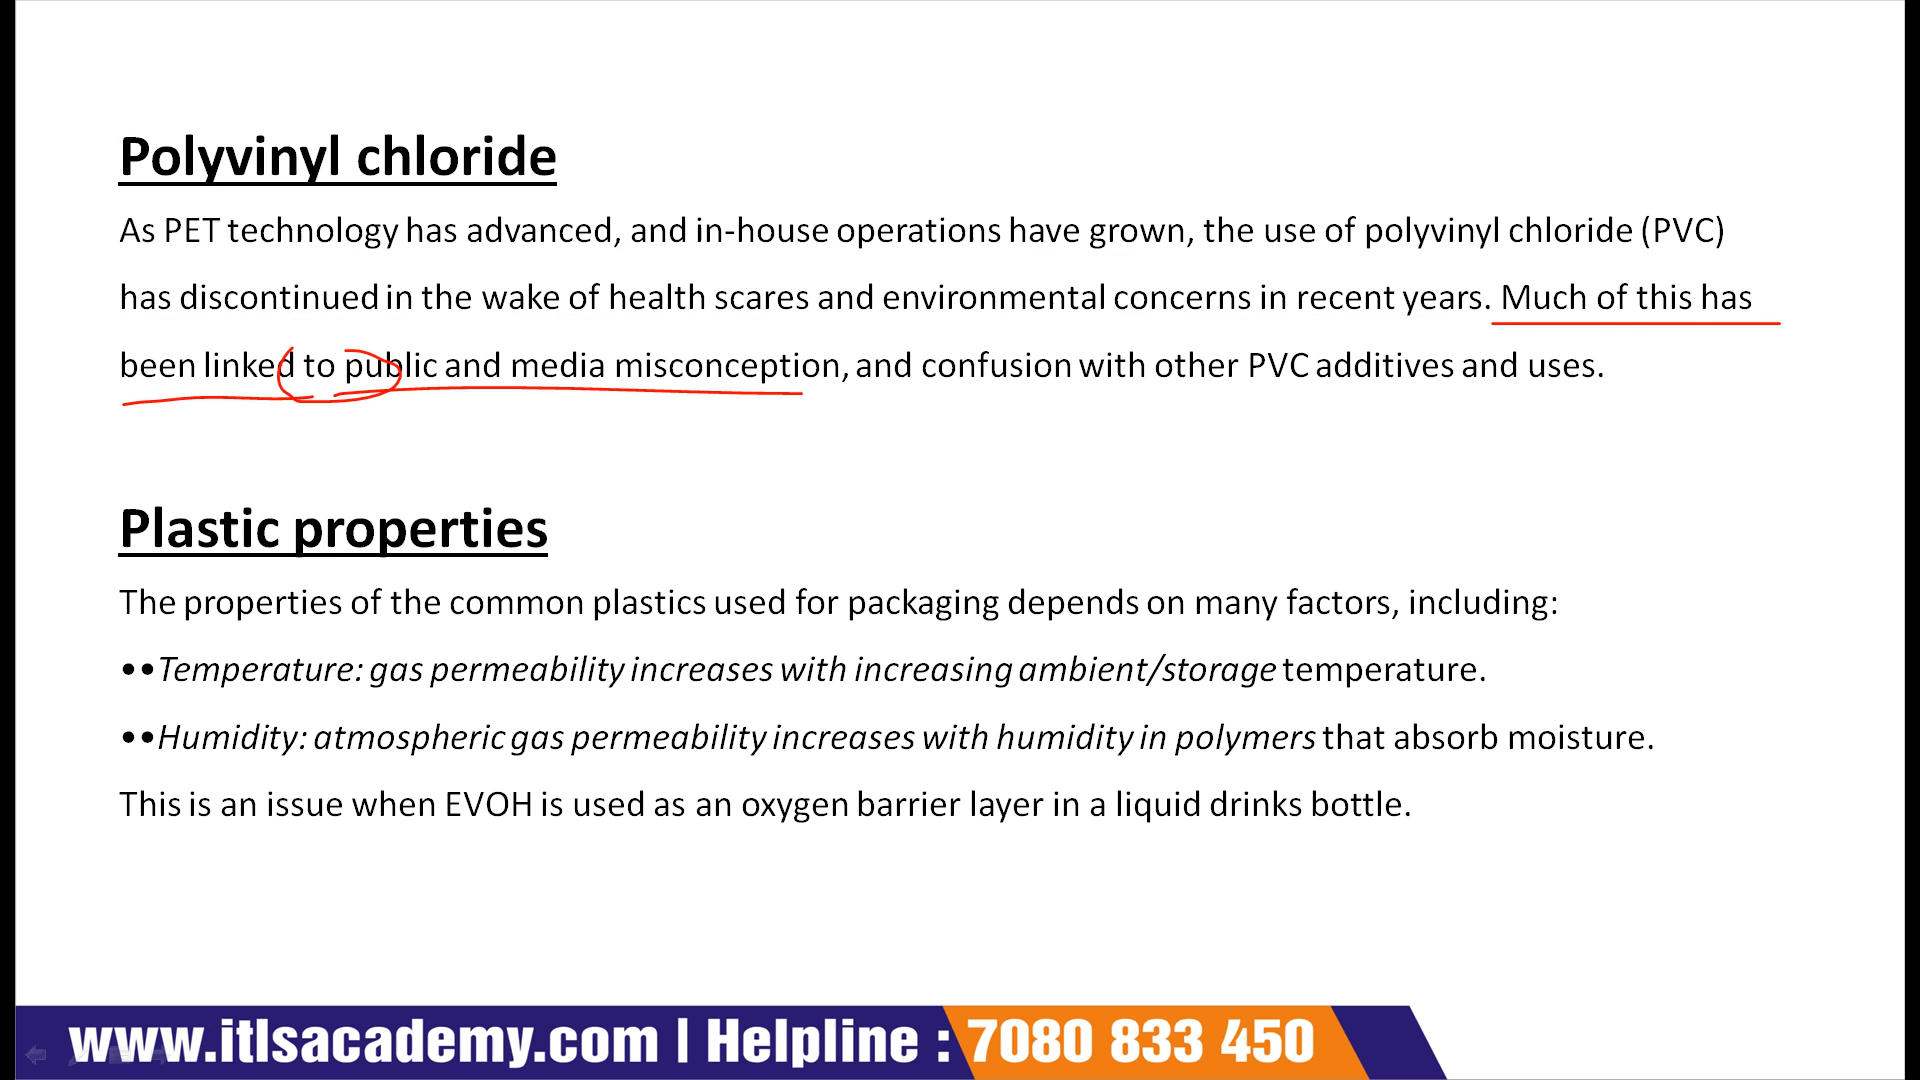 Polyvinyl chloride
As PET technology has advanced, and in-house operations have grown, the use of polyvinyl chloride (PVC)
has discontinued in the wake of health scares and environmental concerns in recent years. Much of this has
been linked to public and media misconception, and confusion with other PVC additives and uses.
Plastic properties
The properties of the common plastics used for packaging depends on many factors, including:
••Temperature: gas permeability increases with increasing ambient/storage temperature.
••Humidity: atmospheric gas permeability increases with humidity in polymers that absorb moisture.
This is an issue when EVOH is used as an oxygen barrier layer in a liquid drinks bottle.
www.itlsacademy.com | Helpline : 7080 833 450